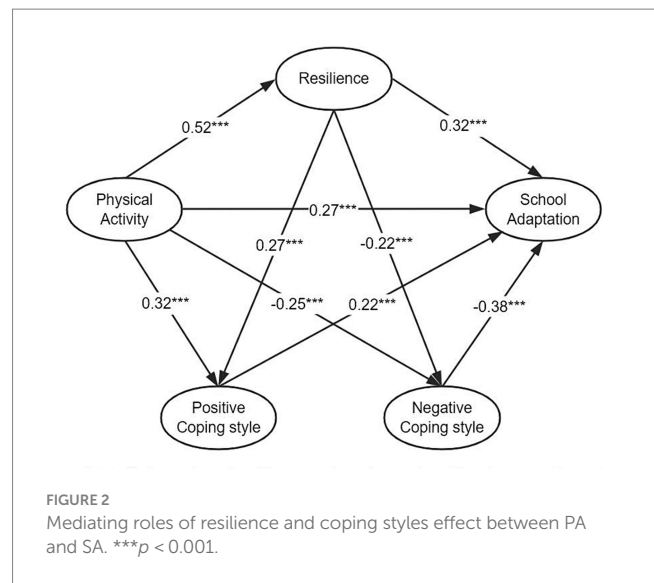 Resilience
0.52***
0.32***
Physical
Activity
School
Adaptation
0.27***
0.27***
-0.22***
0.32***
-0.25***
0.22***
-0.38***
Positive
Coping style
Negative
Coping style
FIGURE 2
Mediating roles of resilience and coping styles effect between PA
and SA. ***p < 0.001.